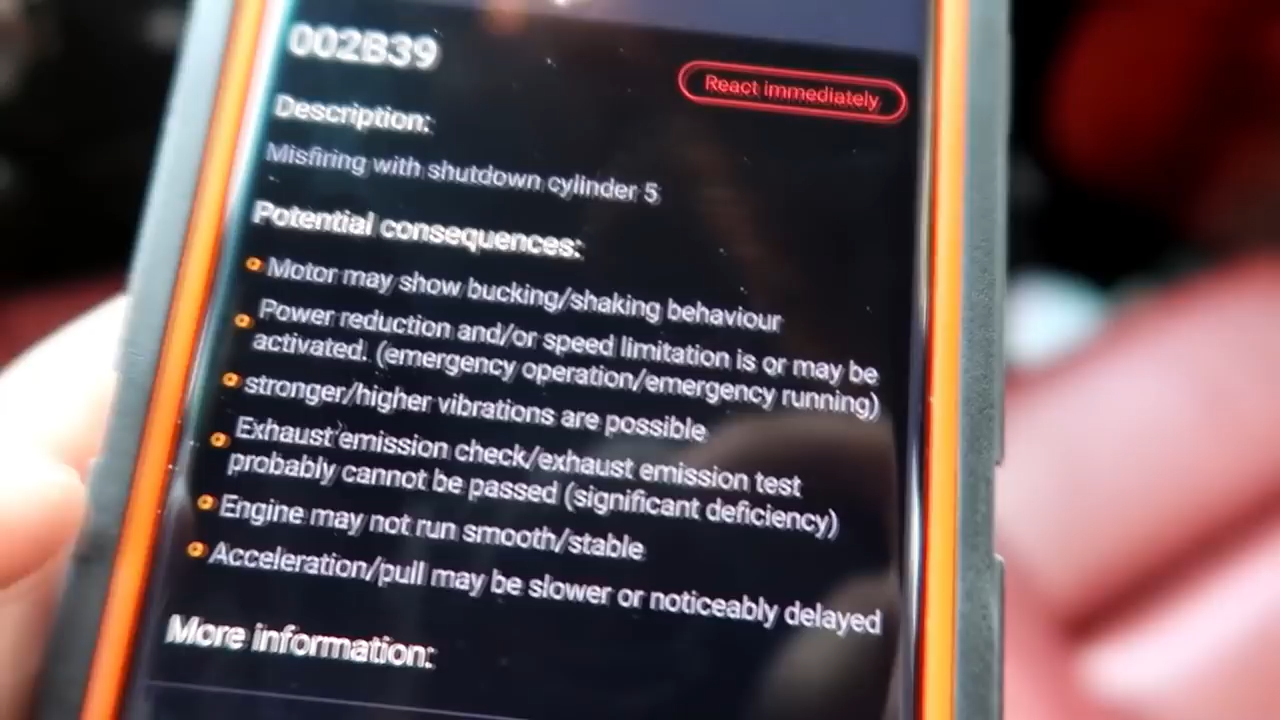 002B39
React immediately
Description:
Misfiring with shutdown cylinder 5
Potential consequences:
Motor may show bucking/shaking behaviour
Power reduction and/or speed limitation is or may be
activated. (emergency operation/emergency running)
stronger/higher vibrations are possible
Exhaust emission check/exhaust emission test
probably cannot be passed (significant deficiency)
Engine may not run smooth/stable
Acceleration/pull may be slower or noticeably delayed
More information: